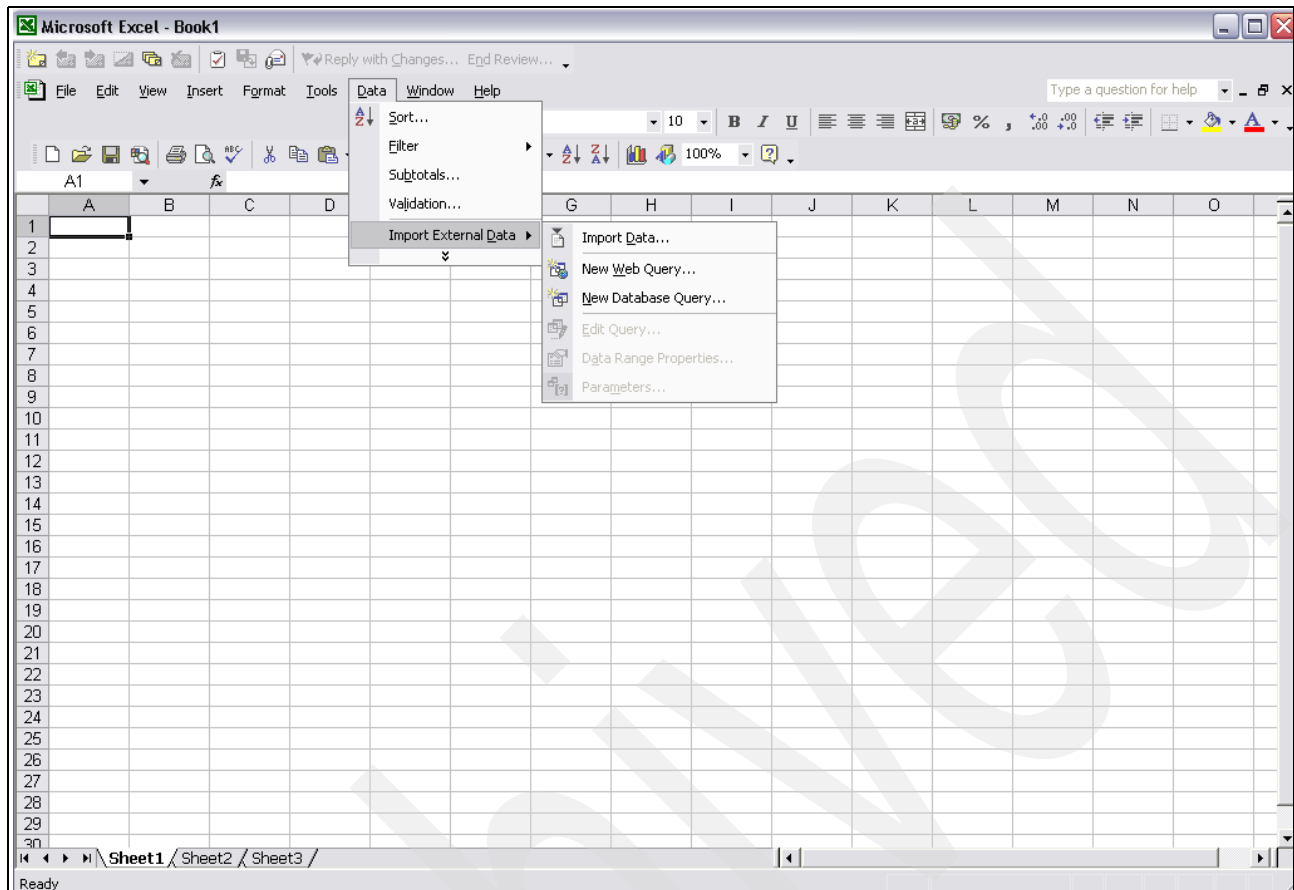 Microsoft Excel - Book1
Reply with Changes... End Review...
File Edit View Insert Format Tools Data Window Help Type a question for help
Sort...
10 B I U % , .00 .00 A
Filter
100%
Subtotals...
A1 fx
Validation...
A B C D G H I J K L M N O
Import External Data
Import Data...
New Web Query...
New Database Query...
Edit Query...
Data Range Properties...
Parameters...
1
2
3
4
5
6
7
8
9
10
11
12
13
14
15
16
17
18
19
20
21
22
23
24
25
26
27
28
29
30
Sheet1 Sheet2 Sheet3
Ready
hived